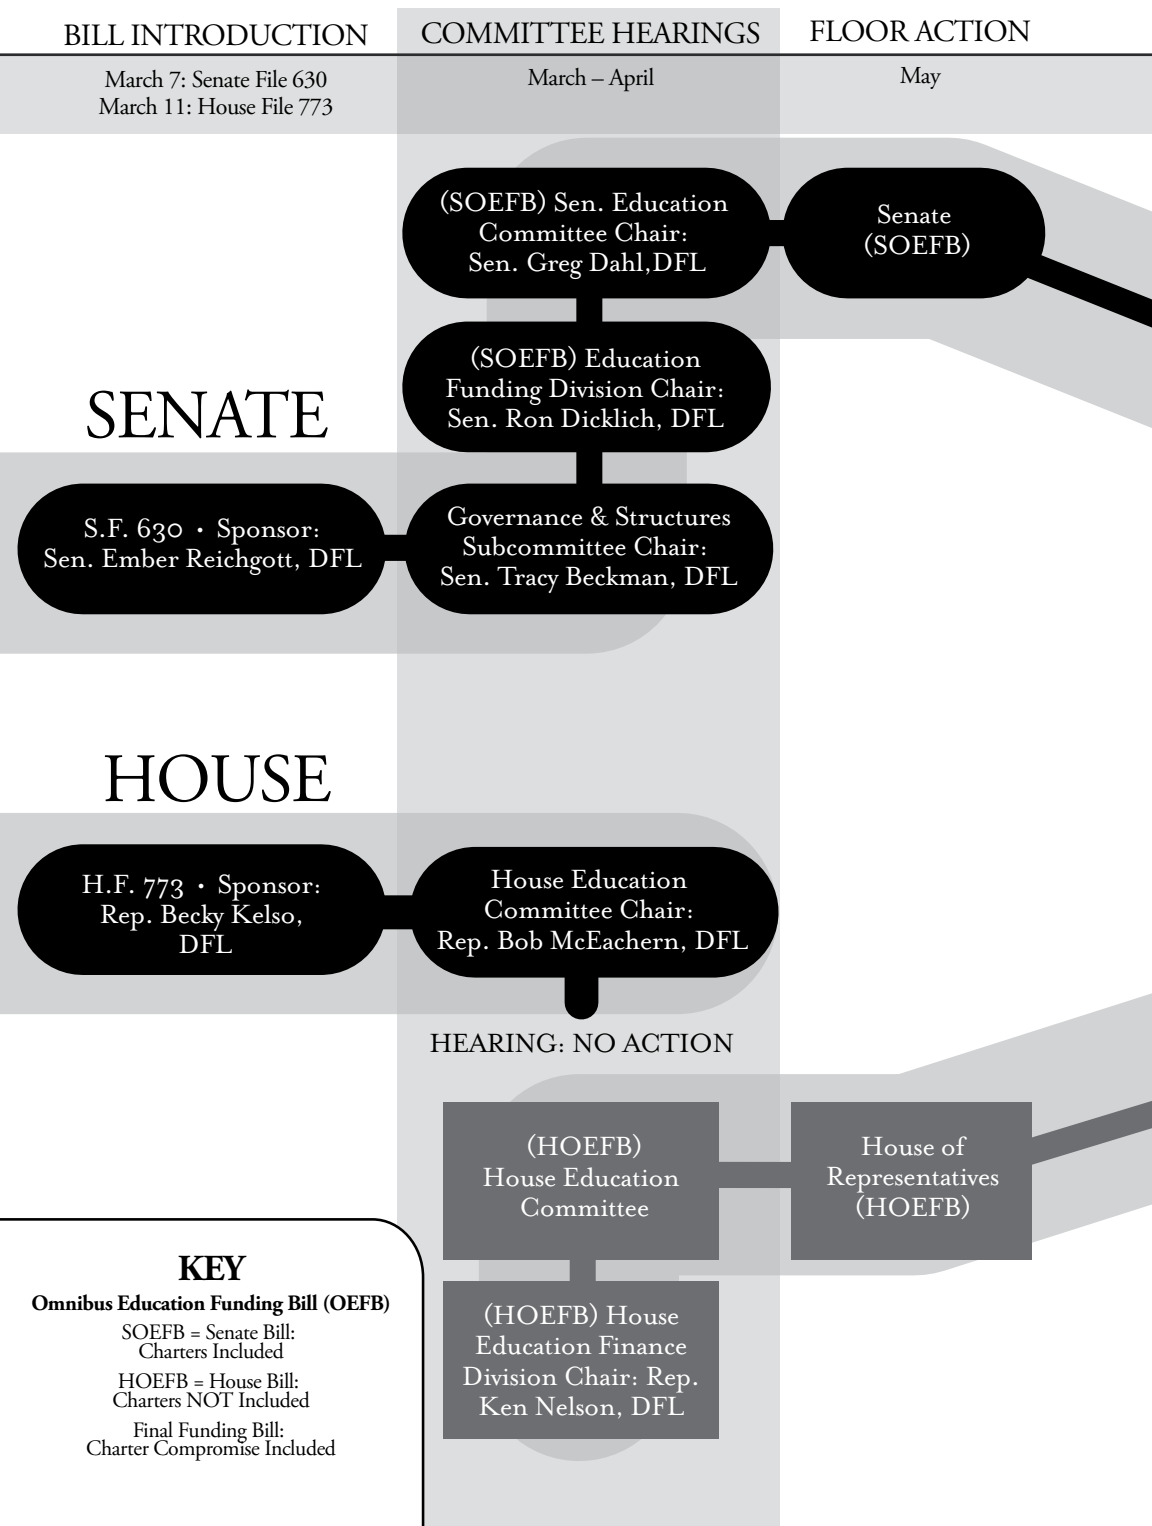 BILL INTRODUCTION
COMMITTEE HEARINGS
FLOOR ACTION
March 7: Senate File 630
March 11: House File 773
March – April
May
(SOEFB) Sen. Education
Committee Chair:
Sen. Greg Dahl,DFL
Senate
(SOEFB)
(SOEFB) Education
Funding Division Chair:
Sen. Ron Dicklich, DFL
SENATE
S.F. 630 • Sponsor:
Sen. Ember Reichgott, DFL
Governance & Structures
Subcommittee Chair:
Sen. Tracy Beckman, DFL
HOUSE
H.F. 773 • Sponsor:
Rep. Becky Kelso,
DFL
House Education
Committee Chair:
Rep. Bob McEachern, DFL
HEARING: NO ACTION
(HOEFB)
House Education
Committee
House of
Representatives
(HOEFB)
(HOEFB) House
Education Finance
Division Chair: Rep.
Ken Nelson, DFL
KEY
Omnibus Education Funding Bill (OEFB)
SOEFB = Senate Bill:
Charters Included
HOEFB = House Bill:
Charters NOT Included
Final Funding Bill:
Charter Compromise Included